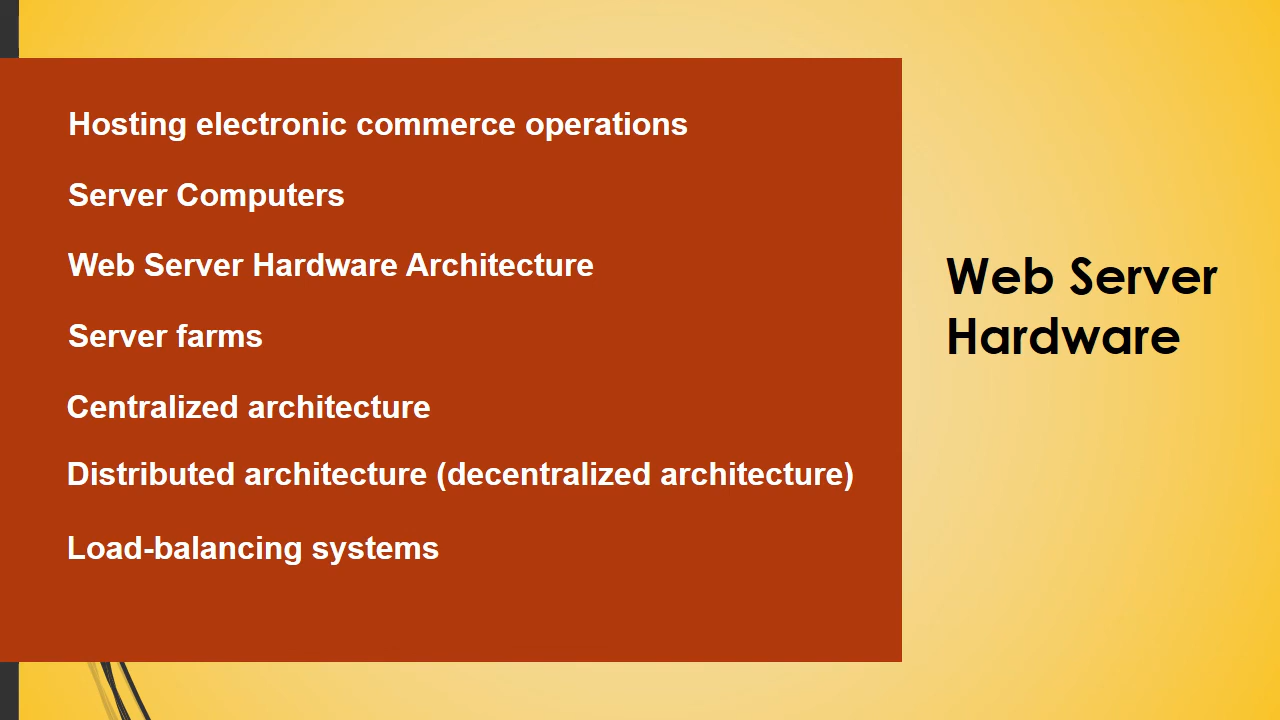 Hosting electronic commerce operations
Server Computers
Web Server Hardware Architecture
Server farms
Centralized architecture
Distributed architecture (decentralized architecture)
Load-balancing systems
Web Server
Hardware